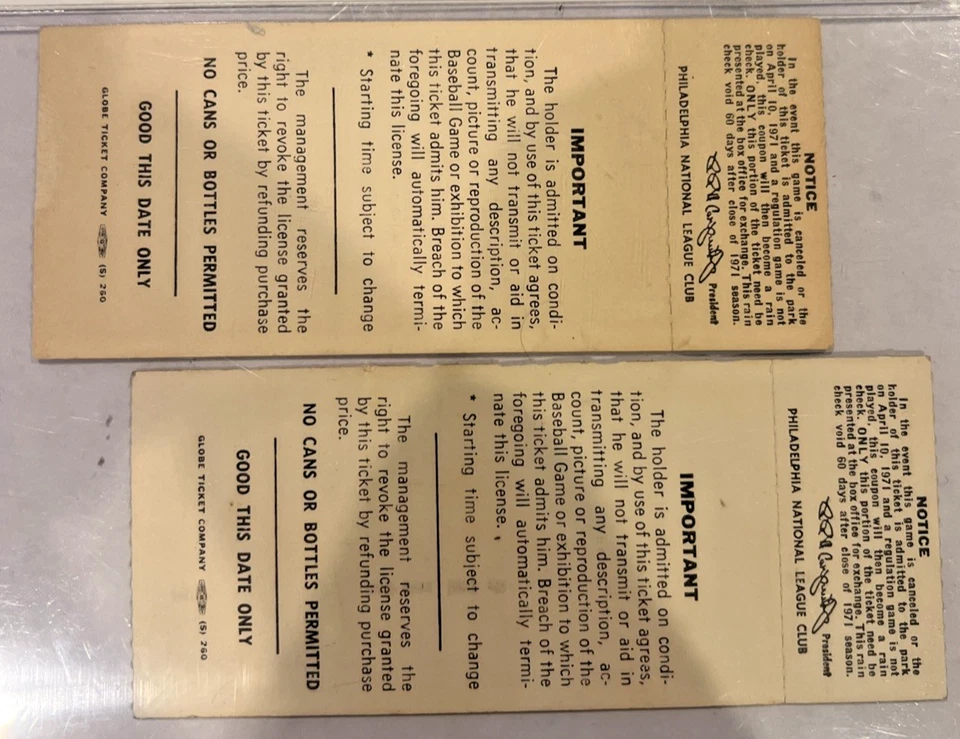 NOTICE
In the event this game is canceled or the
holder of this ticket is admitted to the park
on April 10, 1971 and a regulation game is not
played, this coupon will then become a rain
check. ONLY this portion of the ticket need be
presented at the box office for exchange. This rain
check void 60 days after close of 1971 season.
President
PHILADELPHIA NATIONAL LEAGUE CLUB
IMPORTANT
The holder is admitted on condi-
tion, and by use of this ticket agrees,
that he will not transmit or aid in
transmitting any description, ac-
count, picture or reproduction of the
Baseball Game or exhibition to which
this ticket admits him. Breach of the
foregoing will automatically termi-
nate this license.
* Starting time subject to change
The management reserves the
right to revoke the license granted
by this ticket by refunding purchase
price.
NO CANS OR BOTTLES PERMITTED
GOOD THIS DATE ONLY
GLOBE TICKET COMPANY (S) 260
NOTICE
In the event this game is canceled or the
holder of this ticket is admitted to the park
on April 10, 1971 and a regulation game is not
played, this coupon will then become a rain
check. ONLY this portion of the ticket need be
presented at the box office for exchange. This rain
check void 60 days after close of 1971 season.
President
PHILADELPHIA NATIONAL LEAGUE CLUB
IMPORTANT
The holder is admitted on condi-
tion, and by use of this ticket agrees,
that he will not transmit or aid in
transmitting any description, ac-
count, picture or reproduction of the
Baseball Game or exhibition to which
this ticket admits him. Breach of the
foregoing will automatically termi-
nate this license.
* Starting time subject to change
The management reserves the
right to revoke the license granted
by this ticket by refunding purchase
price.
NO CANS OR BOTTLES PERMITTED
GOOD THIS DATE ONLY
GLOBE TICKET COMPANY (S) 260